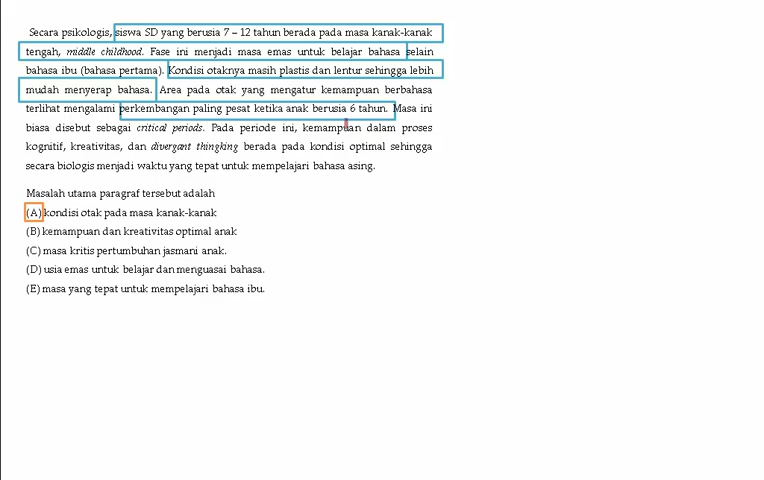 Secara psikologis, siswa SD yang berusia 7 – 12 tahun berada pada masa kanak-kanak
tengah, middle childhood. Fase ini menjadi masa emas untuk belajar bahasa selain
bahasa ibu (bahasa pertama). Kondisi otaknya masih plastis dan lentur sehingga lebih
mudah menyerap bahasa. Area pada otak yang mengatur kemampuan berbahasa
terlihat mengalami perkembangan paling pesat ketika anak berusia 6 tahun. Masa ini
biasa disebut sebagai critical periods. Pada periode ini, kemampuan dalam proses
kognitif, kreativitas, dan divergant thingking berada pada kondisi optimal sehingga
secara biologis menjadi waktu yang tepat untuk mempelajari bahasa asing.
Masalah utama paragraf tersebut adalah
(A) kondisi otak pada masa kanak-kanak
(B) kemampuan dan kreativitas optimal anak
(C) masa kritis pertumbuhan jasmani anak.
(D) usia emas untuk belajar dan menguasai bahasa.
(E) masa yang tepat untuk mempelajari bahasa ibu.